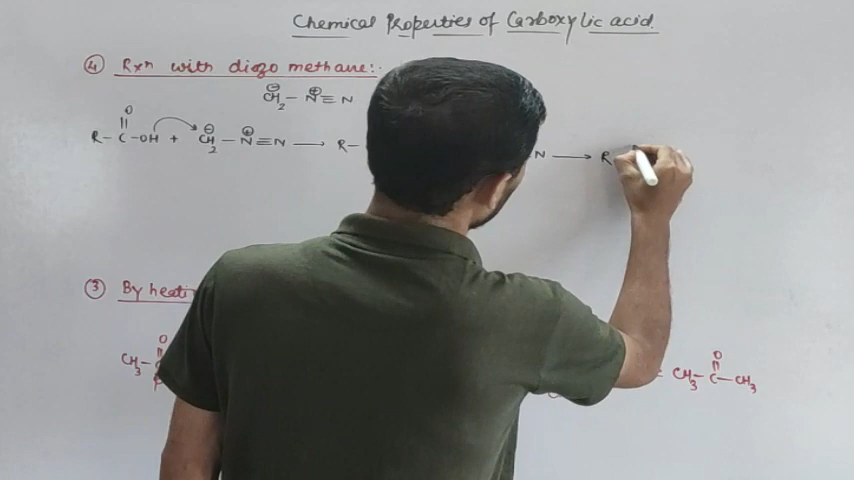 Chemical Properties of Carboxylic acid.
④ Rxn with diazo methane:-
⊖ ⊕
CH2 – N ≡ N
O
|| ⊖ ⊕
R – C – OH + CH2 – N ≡ N ⟶ R – N ⟶ R
③ By heati
O O
|| ||
CH3 – CH3 – C – CH3